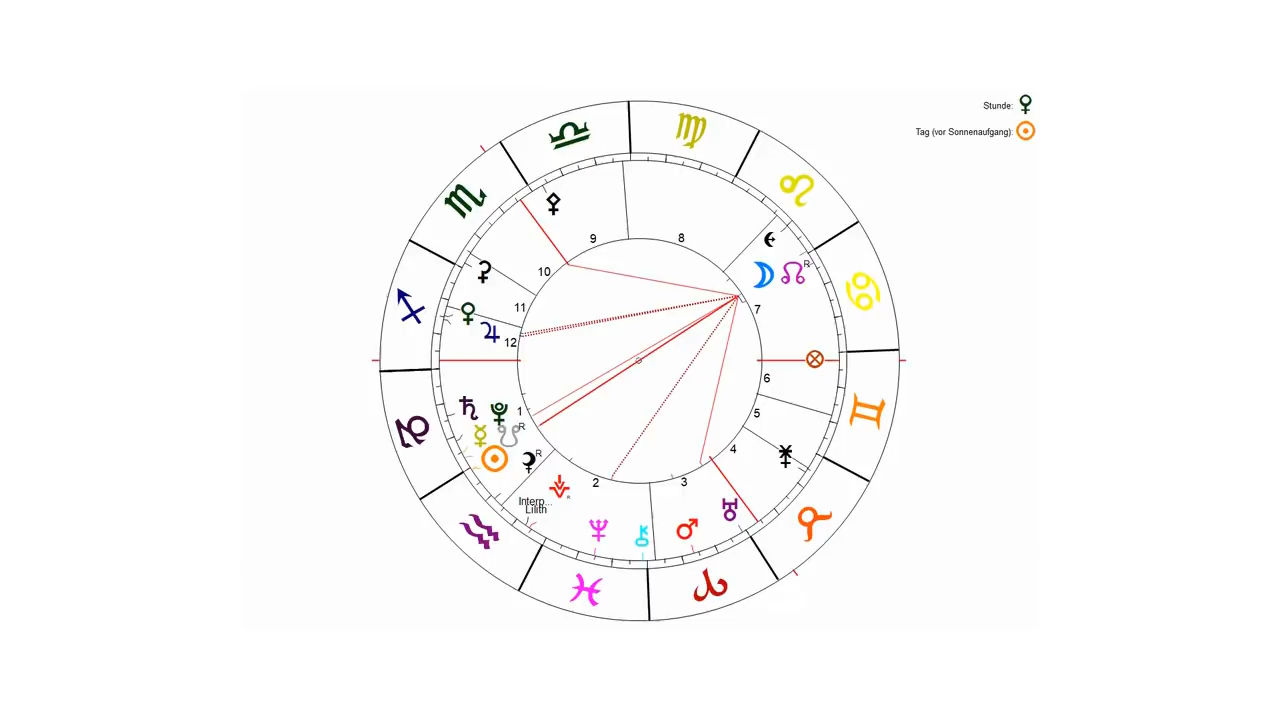 Stunde:
Tag (vor Sonnenaufgang):
9
8
10
R
11
7
12
6
1
5
R
4
R
2
3
Interp...
Lilith